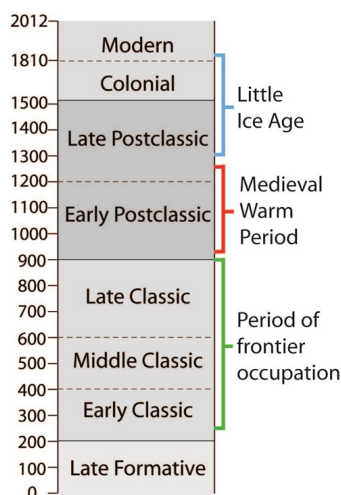 2012
Modern
1810
Colonial
1500
1400
Late Postclassic
1300
1200
1100
Early Postclassic
1000
900
800
Late Classic
700
600
500
Middle Classic
400
300
Early Classic
200
100
Late Formative
0
Little
Ice Age
Medieval
Warm
Period
Period of
frontier
occupation